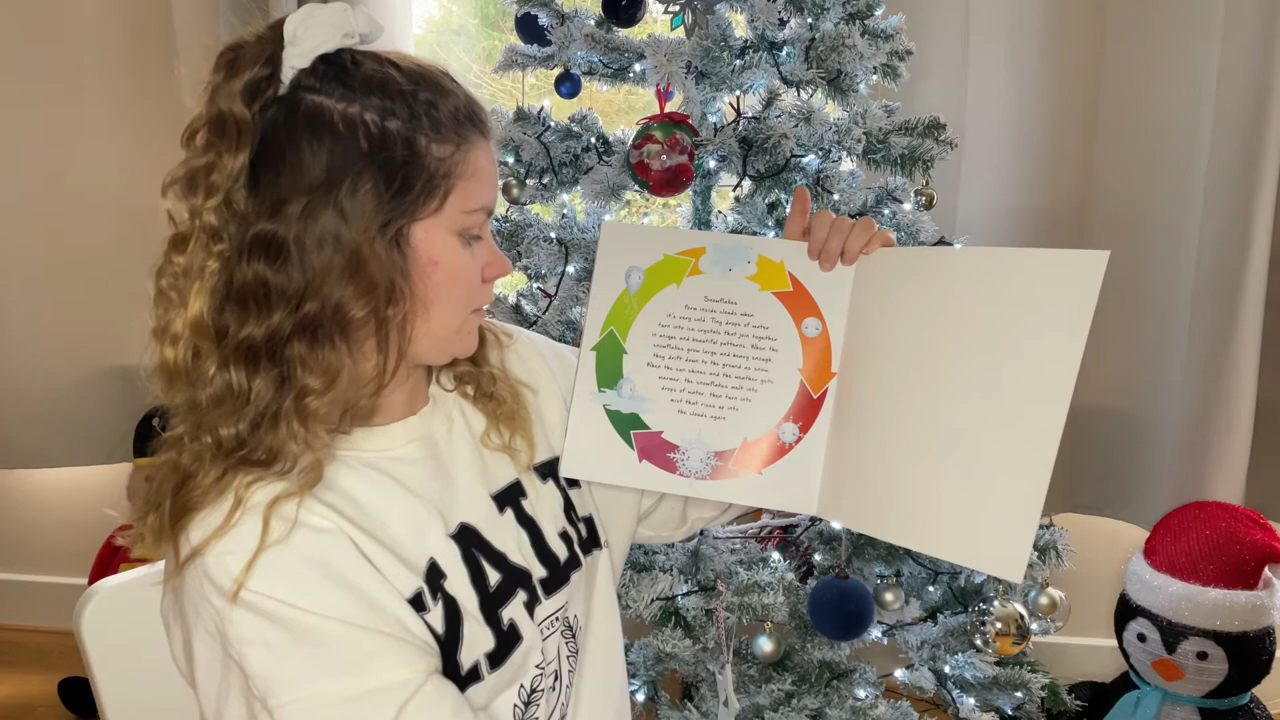 Snowflakes
form inside clouds when
it's very cold. Tiny drops of water
turn into ice crystals that join together
in unique and beautiful patterns. When the
snowflakes grow large and heavy enough,
they drift down to the ground as snow.
When the sun shines and the weather gets
warmer, the snowflakes melt into
drops of water, then turn into
mist that rises up into
the clouds again.
YALE